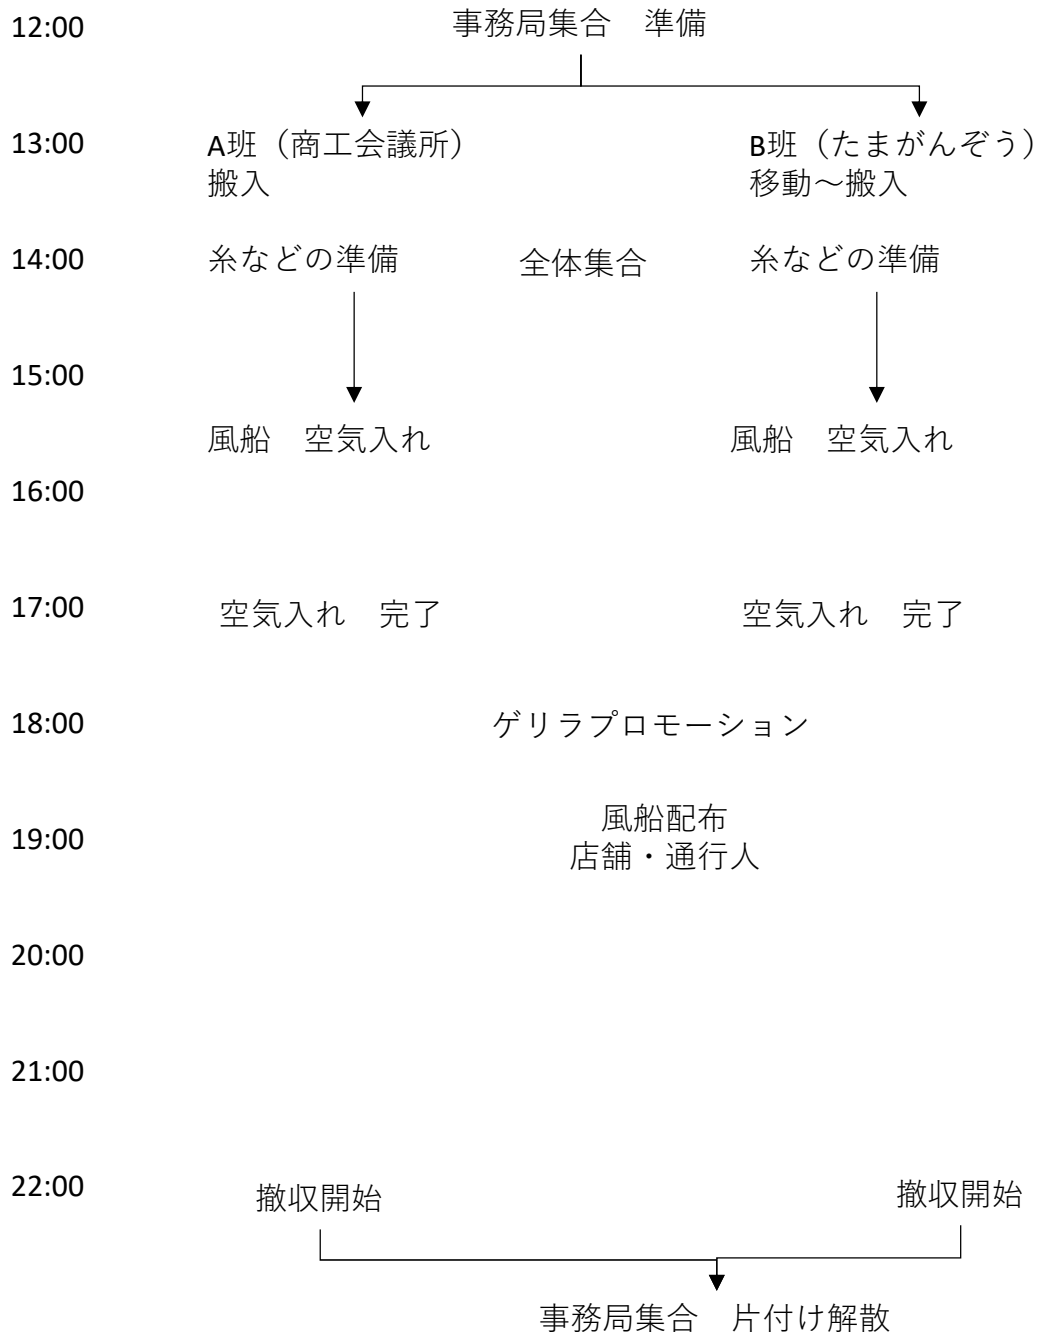 12:00
事務局集合　準備
13:00
A班（商工会議所）
搬入
B班（たまがんぞう）
移動～搬入
14:00
糸などの準備
全体集合
糸などの準備
15:00
風船　空気入れ
風船　空気入れ
16:00
17:00
空気入れ　完了
空気入れ　完了
18:00
ゲリラプロモーション
19:00
風船配布
店舗・通行人
20:00
21:00
22:00
撤収開始
撤収開始
事務局集合　片付け解散